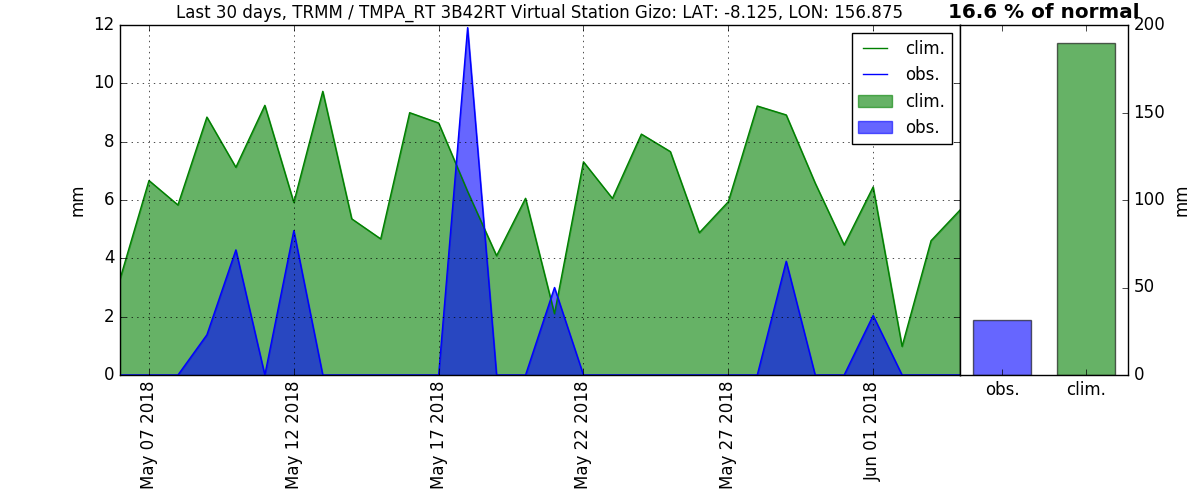 Last 30 days, TRMM / TMPA_RT 3B42RT Virtual Station Gizo: LAT: -8.125, LON: 156.875
16.6 % of normal
12
10
8
6
4
2
0
mm
clim.
obs.
clim.
obs.
May 07 2018
May 12 2018
May 17 2018
May 22 2018
May 27 2018
Jun 01 2018
200
150
100
50
0
mm
obs.
clim.